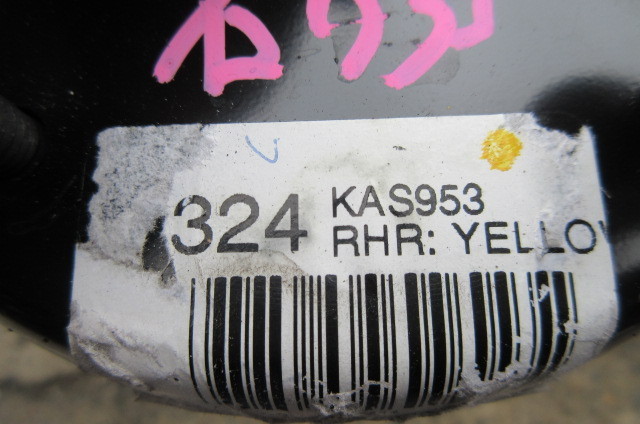 324 KAS953
RHR: YELLO